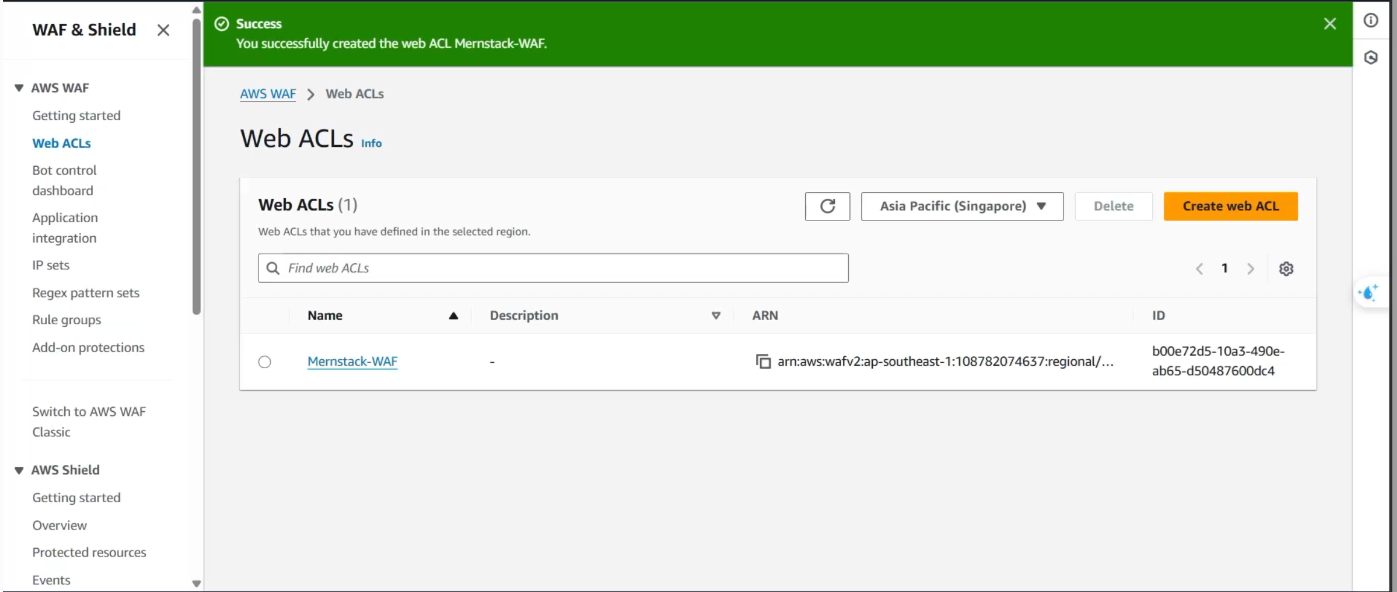 WAF & Shield
AWS WAF
Getting started
Web ACLs
Bot control
dashboard
Application
integration
IP sets
Regex pattern sets
Rule groups
Add-on protections
Switch to AWS WAF
Classic
AWS Shield
Getting started
Overview
Protected resources
Events
Success
You successfully created the web ACL Mernstack-WAF.
AWS WAF > Web ACLs
Web ACLs Info
Web ACLs (1)
Web ACLs that you have defined in the selected region.
Asia Pacific (Singapore)
Delete
Create web ACL
Find web ACLs
1
Name Description ARN ID
Mernstack-WAF - arn:aws:wafv2:ap-southeast-1:108782074637:regional/... b00e72d5-10a3-490e-
ab65-d50487600dc4